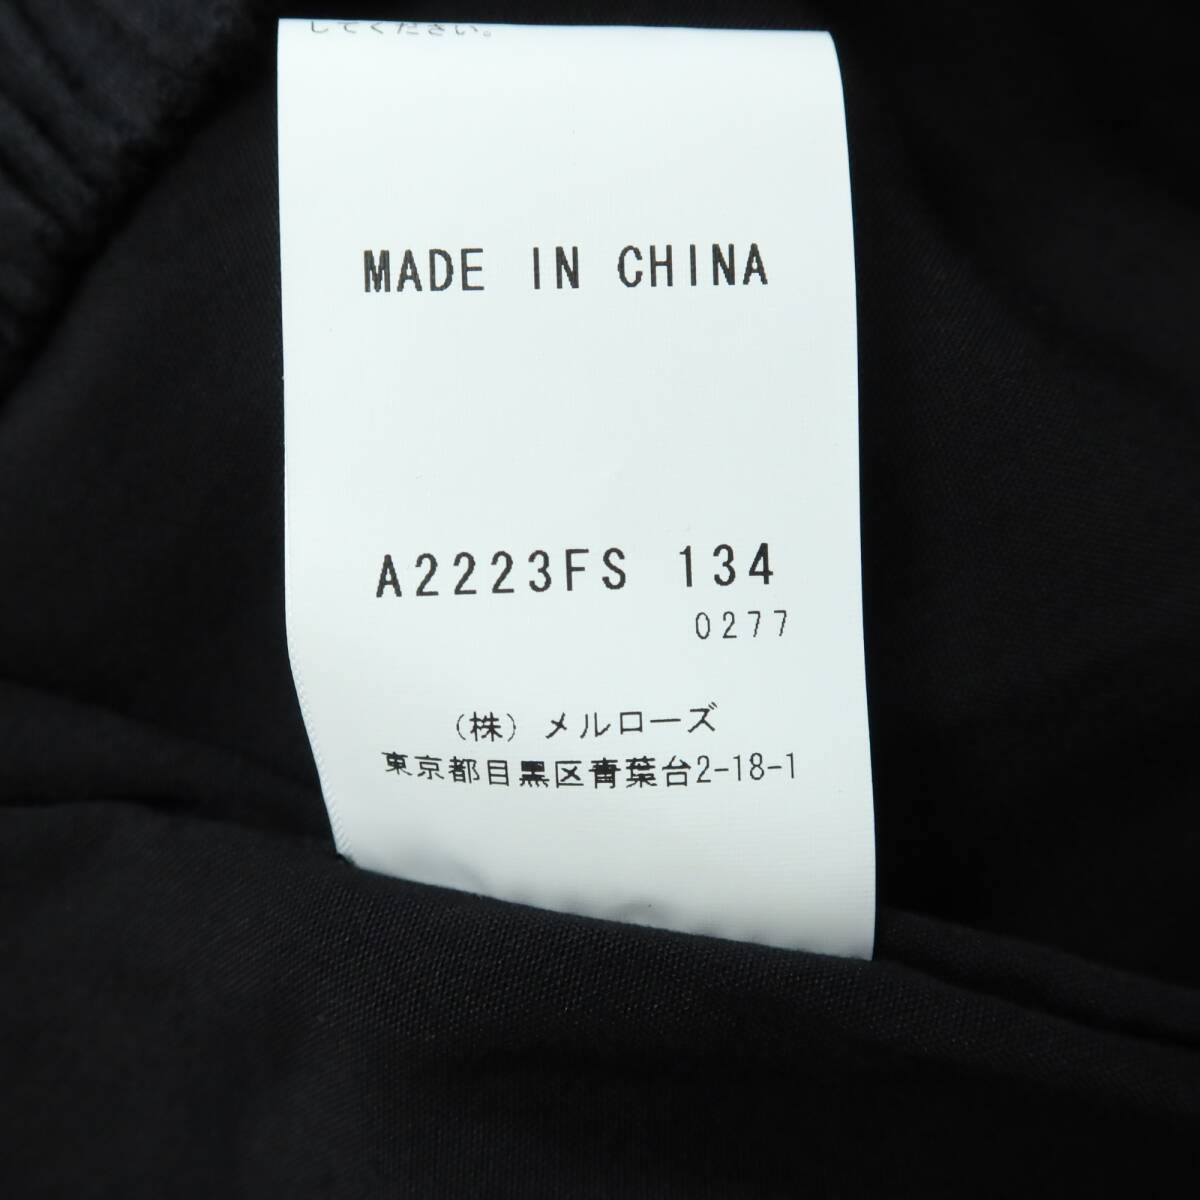 してください。
MADE IN CHINA
A2223FS 134
0277
(株) メルローズ
東京都目黒区青葉台2-18-1